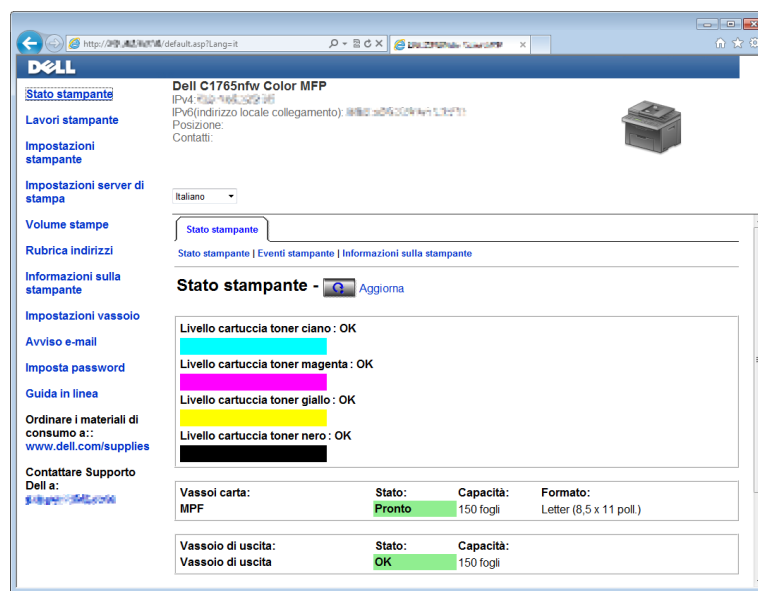 http://
/default.asp?Lang=it
DELL
Stato stampante
Lavori stampante
Impostazioni
stampante
Impostazioni server di
stampa
Volume stampe
Rubrica indirizzi
Informazioni sulla
stampante
Impostazioni vassoio
Avviso e-mail
Imposta password
Guida in linea
Ordinare i materiali di
consumo a::
www.dell.com/supplies
Contattare Supporto
Dell a:
Dell C1765nfw Color MFP
IPv4:
IPv6(indirizzo locale collegamento):
Posizione:
Contatti:
Italiano
Stato stampante
Stato stampante | Eventi stampante | Informazioni sulla stampante
Stato stampante - Aggiorna
Livello cartuccia toner ciano : OK
Livello cartuccia toner magenta : OK
Livello cartuccia toner giallo : OK
Livello cartuccia toner nero : OK
Vassoi carta: Stato: Capacità: Formato:
MPF Pronto 150 fogli Letter (8,5 x 11 poll.)
Vassoio di uscita: Stato: Capacità:
Vassoio di uscita OK 150 fogli